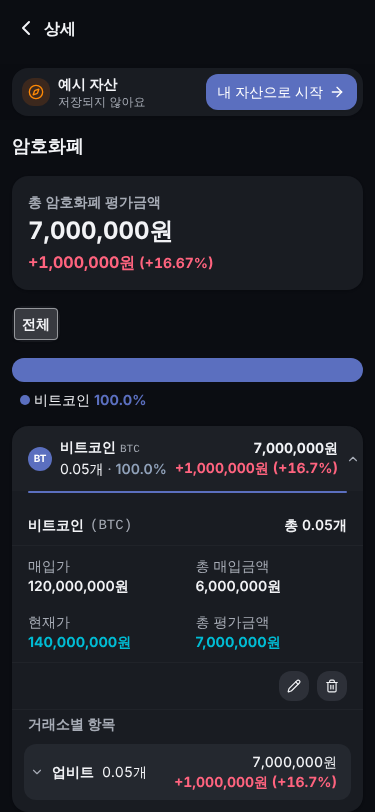 상세
예시 자산
저장되지 않아요
내 자산으로 시작
암호화폐
총 암호화폐 평가금액
7,000,000원
+1,000,000원 (+16.67%)
전체
비트코인 100.0%
BT
비트코인 BTC
7,000,000원
0.05개 · 100.0%
+1,000,000원 (+16.7%)
비트코인 (BTC)
총 0.05개
매입가
총 매입금액
120,000,000원
6,000,000원
현재가
총 평가금액
140,000,000원
7,000,000원
거래소별 항목
업비트 0.05개
7,000,000원
+1,000,000원 (+16.7%)